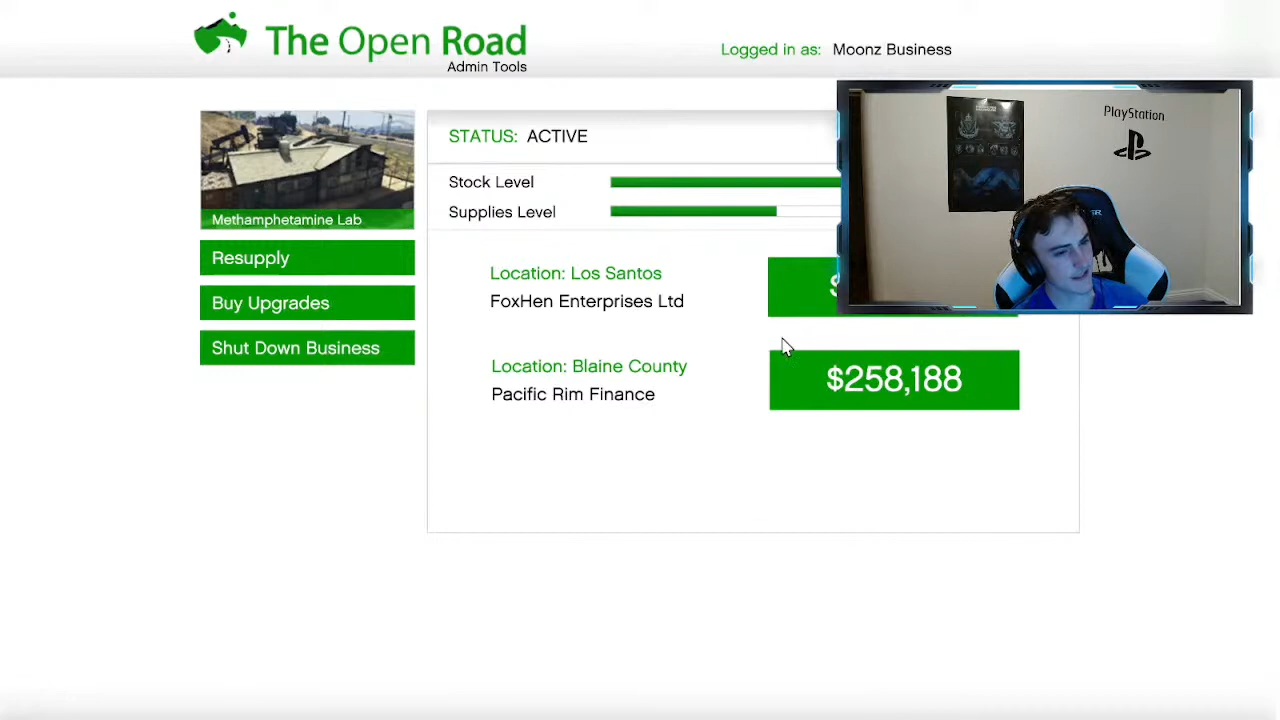 The Open Road
Admin Tools
Logged in as: Moonz Business
Methamphetamine Lab
Resupply
Buy Upgrades
Shut Down Business
STATUS: ACTIVE
Stock Level
Supplies Level
Location: Los Santos
FoxHen Enterprises Ltd
$
Location: Blaine County
Pacific Rim Finance
$258,188
PlayStation